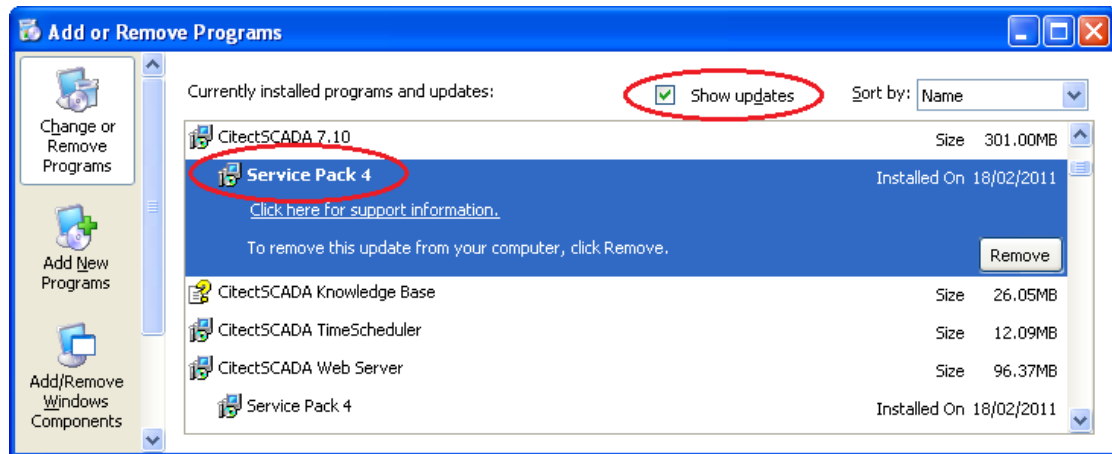 Add or Remove Programs
Change or
Remove
Programs
Add New
Programs
Add/Remove
Windows
Components
Currently installed programs and updates:
Show updates
Sort by: Name
CitectSCADA 7.10 Size 301.00MB
Service Pack 4 Installed On 18/02/2011
Click here for support information.
To remove this update from your computer, click Remove.
Remove
CitectSCADA Knowledge Base Size 26.05MB
CitectSCADA TimeScheduler Size 12.09MB
CitectSCADA Web Server Size 96.37MB
Service Pack 4 Installed On 18/02/2011